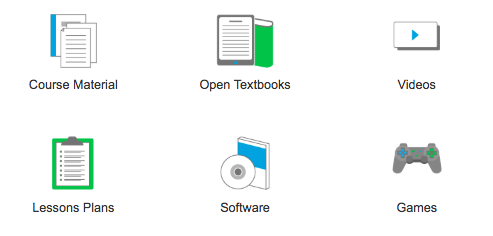 Course Material
Open Textbooks
Videos
Lessons Plans
Software
Games